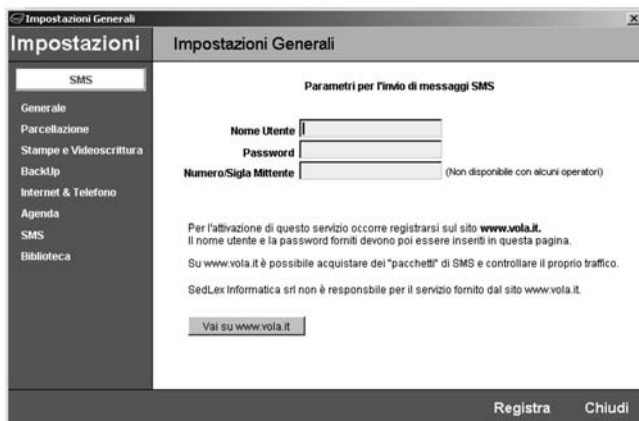 Impostazioni Generali
Impostazioni
Impostazioni Generali
SMS
Generale
Parcellazione
Stampe e Videoscrittura
BackUp
Internet & Telefono
Agenda
SMS
Biblioteca
Parametri per l'invio di messaggi SMS
Nome Utente
Password
Numero/Sigla Mittente
(Non disponibile con alcuni operatori)
Per l'attivazione di questo servizio occorre registrarsi sul sito www.vola.it.
Il nome utente e la password forniti devono poi essere inseriti in questa pagina.
Su www.vola.it è possibile acquistare dei "pacchetti" di SMS e controllare il proprio traffico.
SedLex Informatica srl non è responsbile per il servizio fornito dal sito www.vola.it.
Vai su www.vola.it
Registra
Chiudi